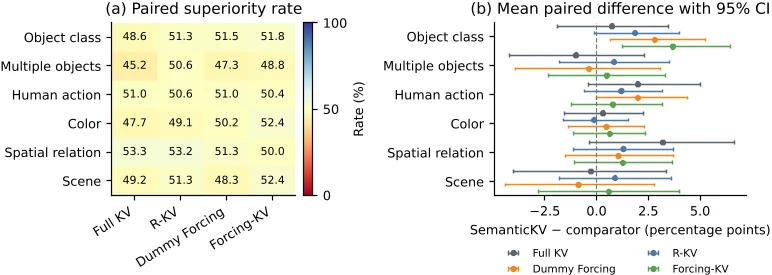 (a) Paired superiority rate
Object class 48.6 51.3 51.5 51.8
Multiple objects 45.2 50.6 47.3 48.8
Human action 51.0 50.6 51.0 50.4
Color 47.7 49.1 50.2 52.4
Spatial relation 53.3 53.2 51.3 50.0
Scene 49.2 51.3 48.3 52.4
Full KV R-KV Dummy Forcing Forcing-KV
100
50
0
Rate (%)
(b) Mean paired difference with 95% CI
Object class
Multiple objects
Human action
Color
Spatial relation
Scene
−2.5 0.0 2.5 5.0
SemanticKV − comparator (percentage points)
Full KV R-KV
Dummy Forcing Forcing-KV